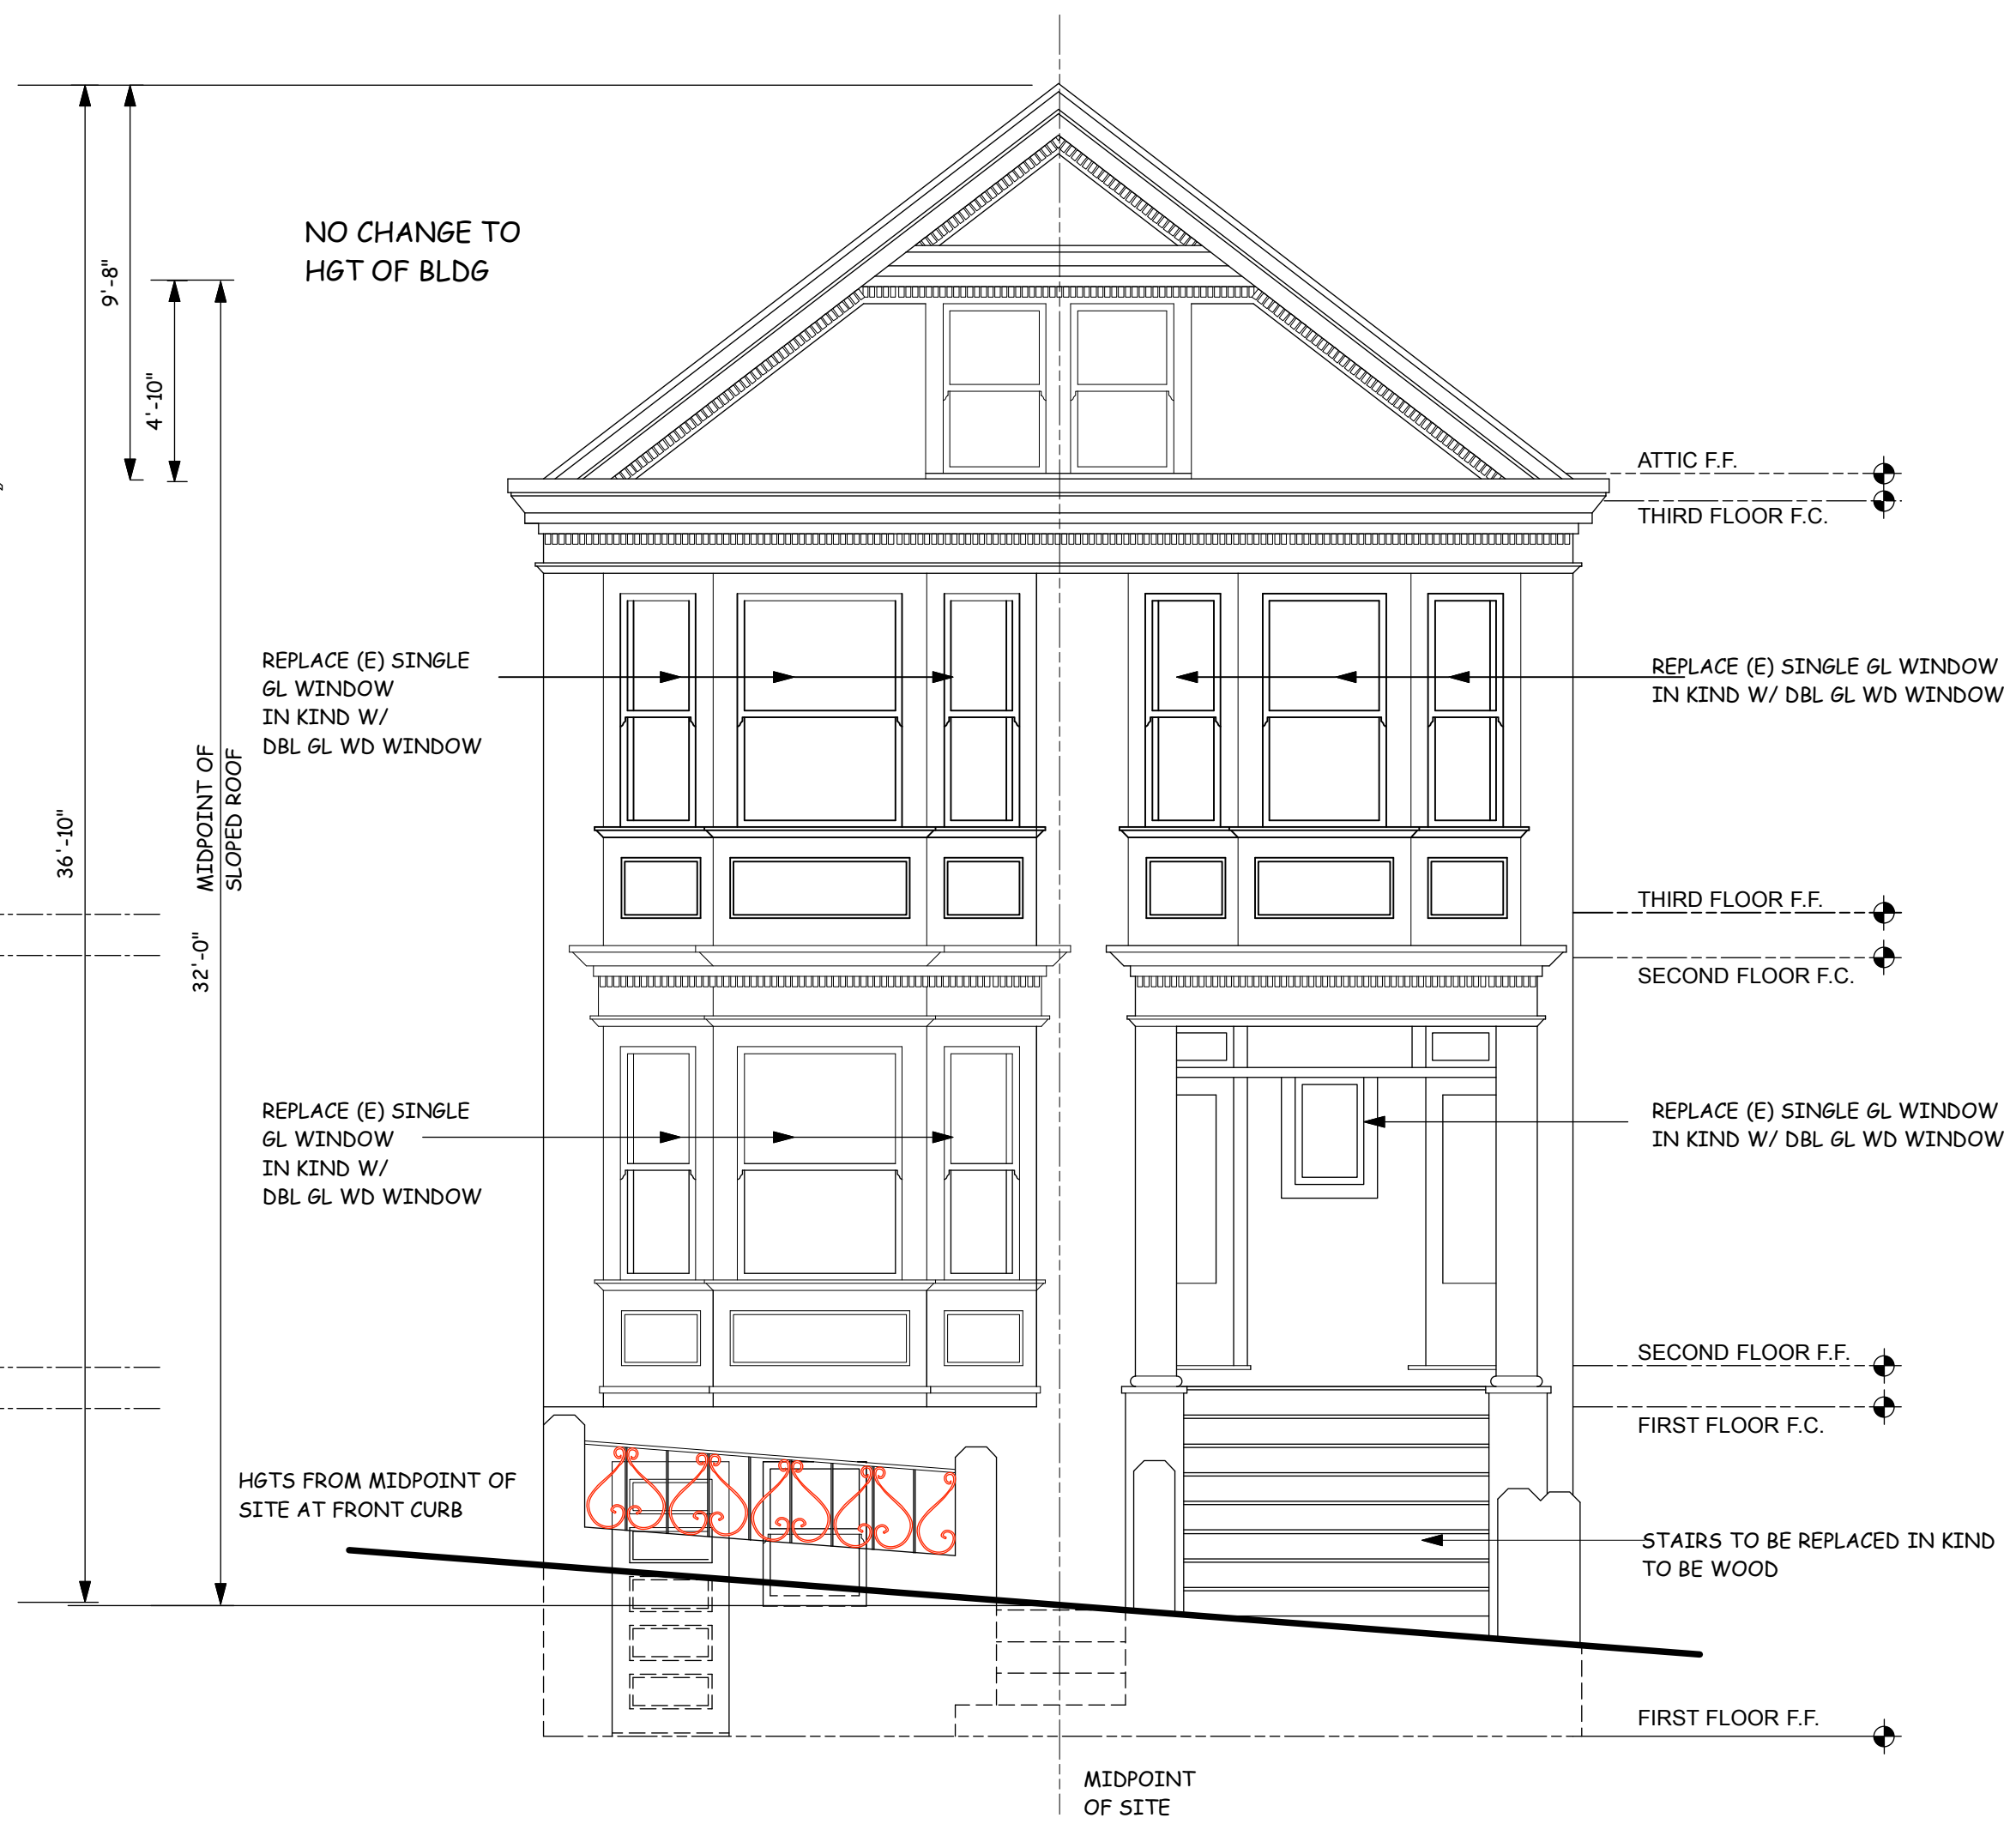 9'-8"
NO CHANGE TO
HGT OF BLDG
4'-10"
ATTIC F.F.
THIRD FLOOR F.C.
REPLACE (E) SINGLE
GL WINDOW
IN KIND W/
DBL GL WD WINDOW
REPLACE (E) SINGLE GL WINDOW
IN KIND W/ DBL GL WD WINDOW
36'-10"
MIDPOINT OF
SLOPED ROOF
32'-0"
THIRD FLOOR F.F.
SECOND FLOOR F.C.
REPLACE (E) SINGLE
GL WINDOW
IN KIND W/
DBL GL WD WINDOW
REPLACE (E) SINGLE GL WINDOW
IN KIND W/ DBL GL WD WINDOW
SECOND FLOOR F.F.
FIRST FLOOR F.C.
HGTS FROM MIDPOINT OF
SITE AT FRONT CURB
STAIRS TO BE REPLACED IN KIND
TO BE WOOD
FIRST FLOOR F.F.
MIDPOINT
OF SITE